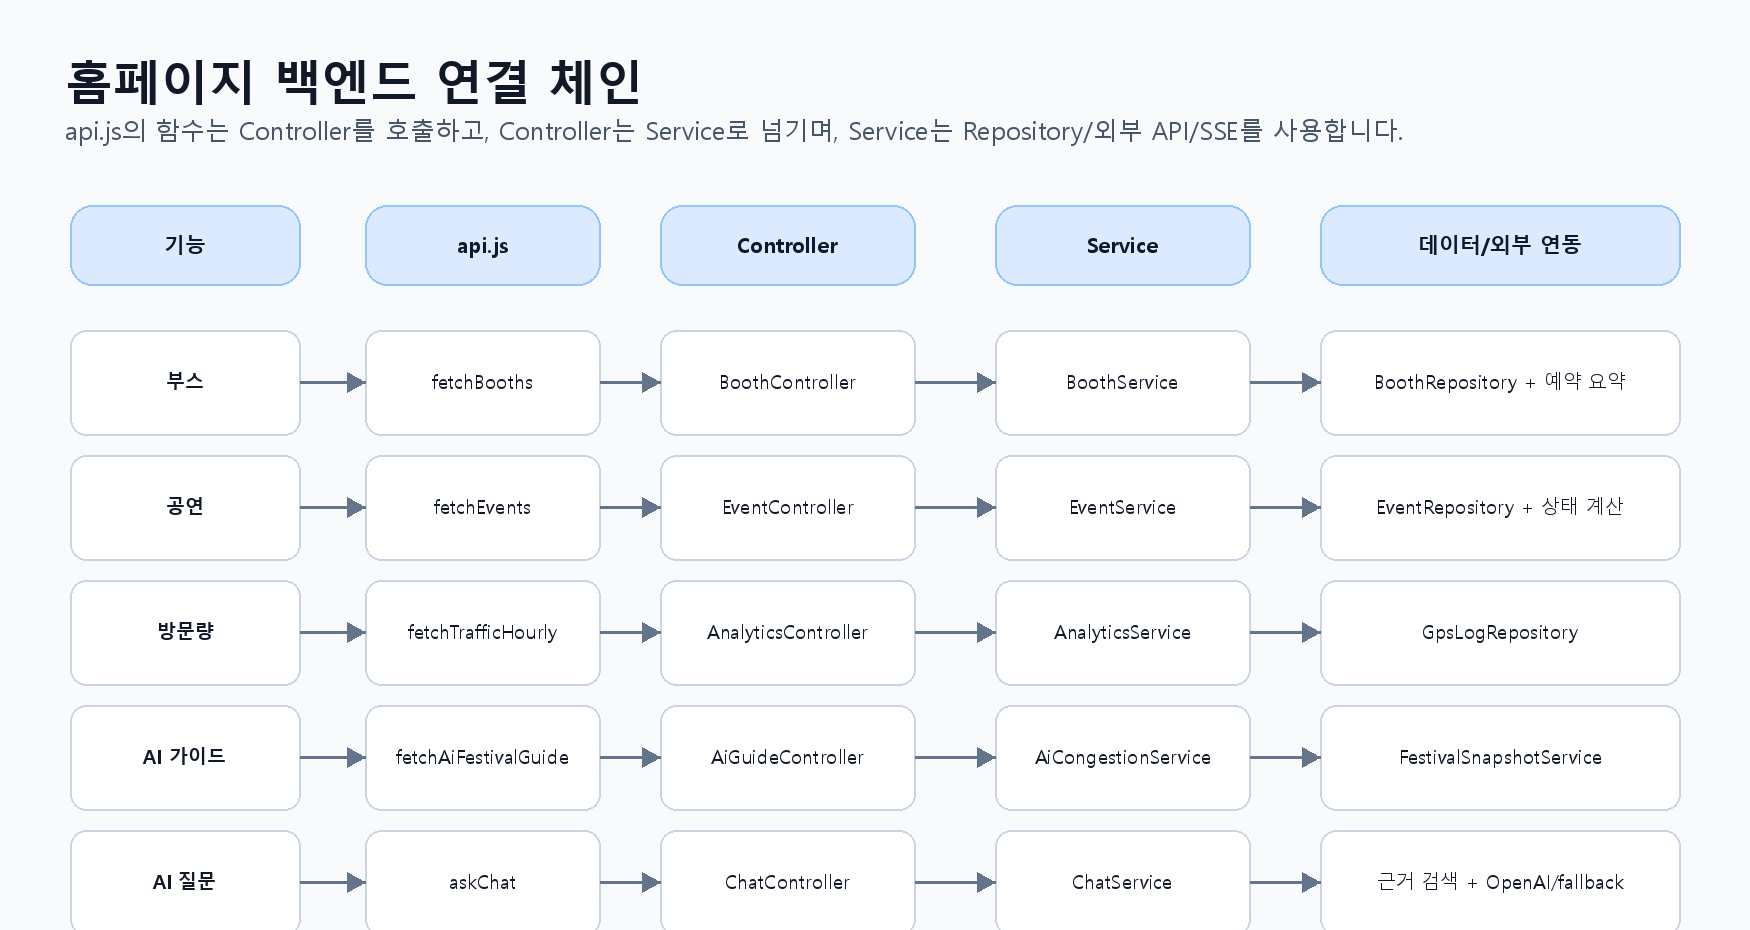 홈페이지 백엔드 연결 체인
api.js의 함수는 Controller를 호출하고, Controller는 Service로 넘기며, Service는 Repository/외부 API/SSE를 사용합니다.
기능 api.js Controller Service 데이터/외부 연동
부스 fetchBooths BoothController BoothService BoothRepository + 예약 요약
공연 fetchEvents EventController EventService EventRepository + 상태 계산
방문량 fetchTrafficHourly AnalyticsController AnalyticsService GpsLogRepository
AI 가이드 fetchAiFestivalGuide AiGuideController AiCongestionService FestivalSnapshotService
AI 질문 askChat ChatController ChatService 근거 검색 + OpenAI/fallback